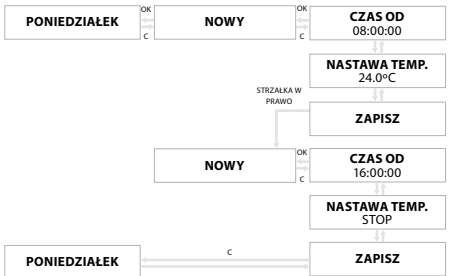 PONIEDZIAŁEK
OK
C
NOWY
OK
C
CZAS OD
08:00:00
NASTAWA TEMP.
24.0ºC
STRZAŁKA W
PRAWO
ZAPISZ
NOWY
OK
C
CZAS OD
16:00:00
NASTAWA TEMP.
STOP
PONIEDZIAŁEK
C
ZAPISZ